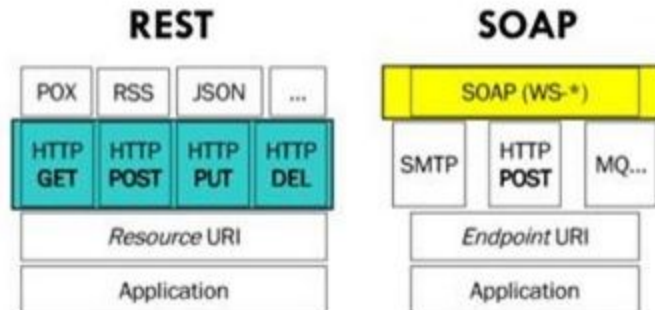 REST
POX RSS JSON ...
HTTP GET HTTP POST HTTP PUT HTTP DEL
Resource URI
Application
SOAP
SOAP (WS-*)
SMTP HTTP POST MQ...
Endpoint URI
Application